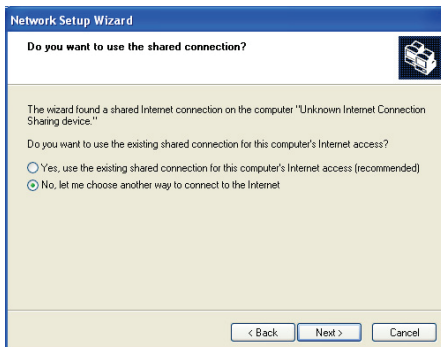 Network Setup Wizard
Do you want to use the shared connection?
The wizard found a shared Internet connection on the computer "Unknown Internet Connection
Sharing device."
Do you want to use the existing shared connection for this computer's Internet access?
Yes, use the existing shared connection for this computer's Internet access (recommended)
No, let me choose another way to connect to the Internet
< Back Next > Cancel